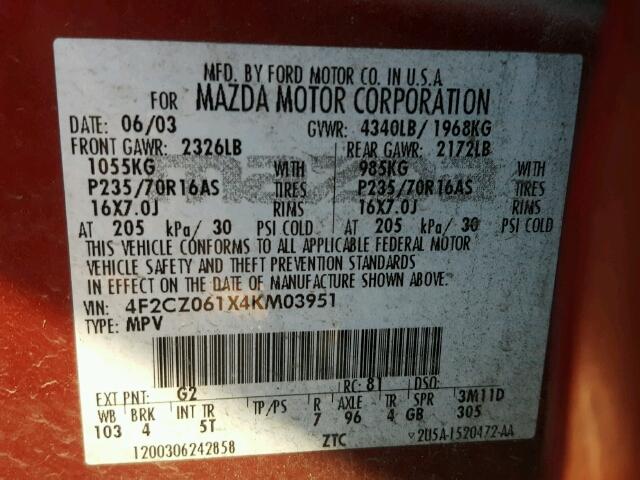 MFD. BY FORD MOTOR CO. IN U.S.A
FOR MAZDA MOTOR CORPORATION
DATE: 06/03 GVWR: 4340LB/ 1968KG
FRONT GAWR: 2326LB REAR GAWR: 2172LB
1055KG WITH 985KG WITH
P235/70R16AS TIRES P235/70R16AS TIRES
16X7.0J RIMS 16X7.0J RIMS
AT 205 kPa/ 30 PSI COLD AT 205 kPa/ 30 PSI COLD
THIS VEHICLE CONFORMS TO ALL APPLICABLE FEDERAL MOTOR
VEHICLE SAFETY AND THEFT PREVENTION STANDARDS
IN EFFECT ON THE DATE OF MANUFACTURE SHOWN ABOVE.
VIN: 4F2CZ061X4KM03951
TYPE: MPV
EXT PNT: G2 RC: 81 DSO:
WB BRK INT TR TP/PS R AXLE TR SPR 3M11D
103 4 5T 7 96 4 GB 305
1200306242858 ZTC 2U5A-1520472-AA